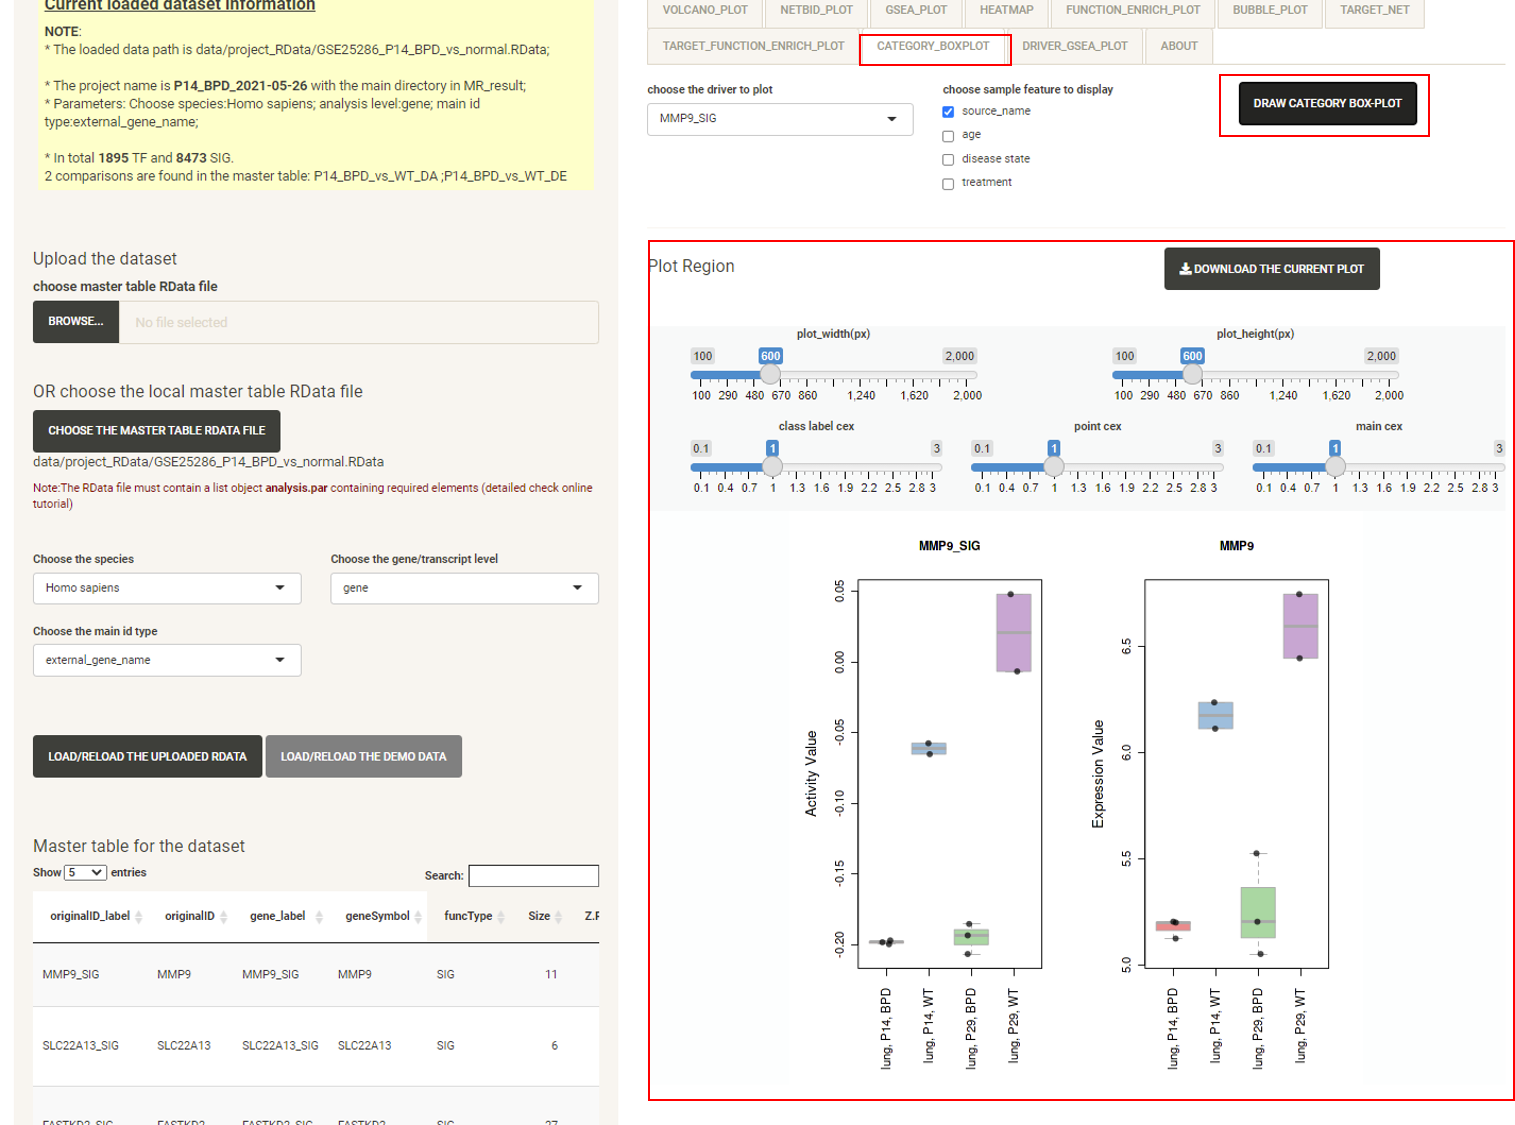 Current loaded dataset information
NOTE:
* The loaded data path is data/project_RData/GSE25286_P14_BPD_vs_normal.RData;
* The project name is P14_BPD_2021-05-26 with the main directory in MR_result;
* Parameters: Choose species:Homo sapiens; analysis level:gene; main id
type:external_gene_name;
* In total 1895 TF and 8473 SIG.
2 comparisons are found in the master table: P14_BPD_vs_WT_DA ;P14_BPD_vs_WT_DE
Upload the dataset
choose master table RData file
BROWSE... No file selected
OR choose the local master table RData file
CHOOSE THE MASTER TABLE RDATA FILE
data/project_RData/GSE25286_P14_BPD_vs_normal.RData
Note:The RData file must contain a list object analysis.par containing required elements (detailed check online
tutorial)
Choose the species Choose the gene/transcript level
Homo sapiens gene
Choose the main id type
external_gene_name
LOAD/RELOAD THE UPLOADED RDATA LOAD/RELOAD THE DEMO DATA
Master table for the dataset
Show 5 entries Search:
originalID_label originalID gene_label geneSymbol funcType Size
MMP9_SIG MMP9 MMP9_SIG MMP9 SIG 11
SLC22A13_SIG SLC22A13 SLC22A13_SIG SLC22A13 SIG 6
VOLCANO_PLOT NETBID_PLOT GSEA_PLOT HEATMAP FUNCTION_ENRICH_PLOT BUBBLE_PLOT TARGET_NET
TARGET_FUNCTION_ENRICH_PLOT CATEGORY_BOXPLOT DRIVER_GSEA_PLOT ABOUT
choose the driver to plot choose sample feature to display
MMP9_SIG
source_name
age
disease state
treatment
DRAW CATEGORY BOX-PLOT
Plot Region
DOWNLOAD THE CURRENT PLOT
plot_width(px) plot_height(px)
100 600 2,000 100 600 2,000
100 290 480 670 860 1,240 1,620 2,000 100 290 480 670 860 1,240 1,620 2,000
class label cex point cex main cex
0.1 1 3 0.1 1 3 0.1 1 3
0.1 0.4 0.7 1 1.3 1.6 1.9 2.2 2.5 2.8 3 0.1 0.4 0.7 1 1.3 1.6 1.9 2.2 2.5 2.8 3 0.1 0.4 0.7 1 1.3 1.6 1.9 2.2 2.5 2.8 3
MMP9_SIG
Activity Value
0.05
0.00
-0.05
-0.10
-0.15
-0.20
lung, P14, BPD
lung, P14, WT
lung, P29, BPD
lung, P29, WT
MMP9
Expression Value
6.5
6.0
5.5
5.0
lung, P14, BPD
lung, P14, WT
lung, P29, BPD
lung, P29, WT